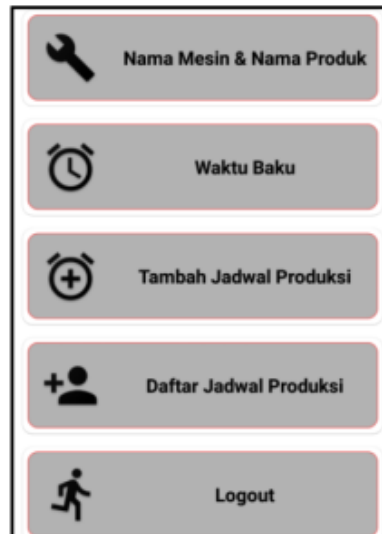 Nama Mesin & Nama Produk
Waktu Baku
Tambah Jadwal Produksi
Daftar Jadwal Produksi
Logout